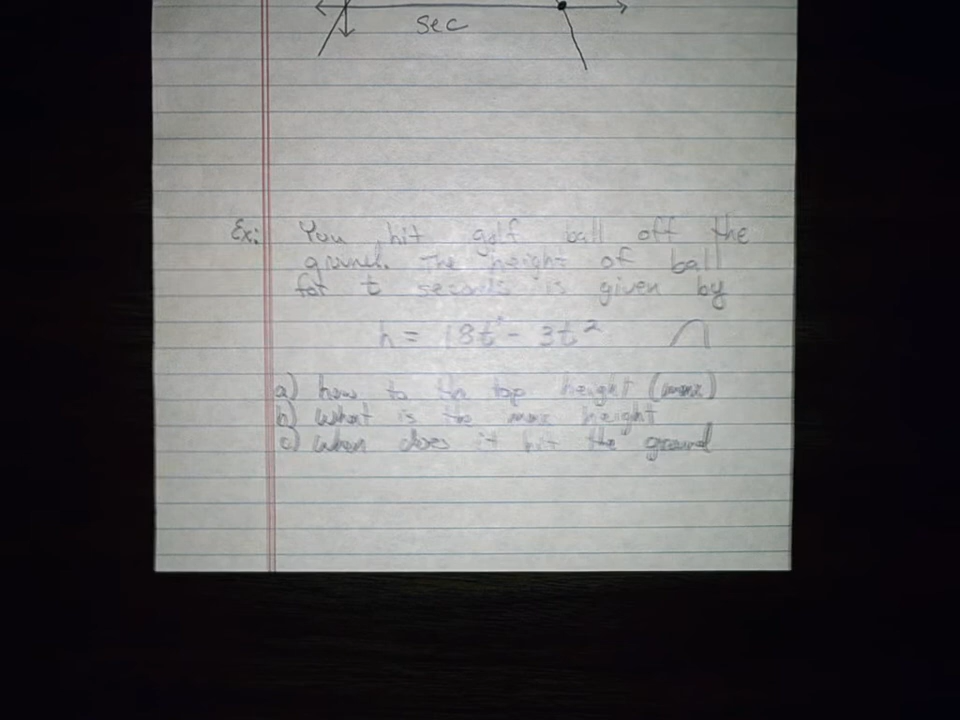 sec
Ex: You hit golf ball off the
ground. The height of ball
for t seconds is given by
h = 18t - 3t²
a) how to th top height (max)
b) What is the max height
c) when does it hit the ground